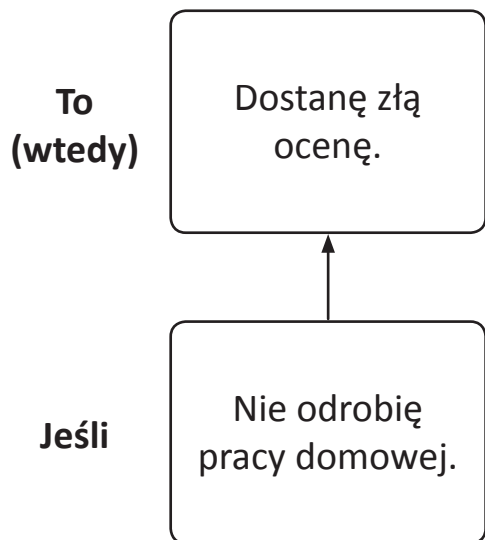 To
(wtedy)
Dostanę złą
ocenę.
Jeśli
Nie odrobię
pracy domowej.